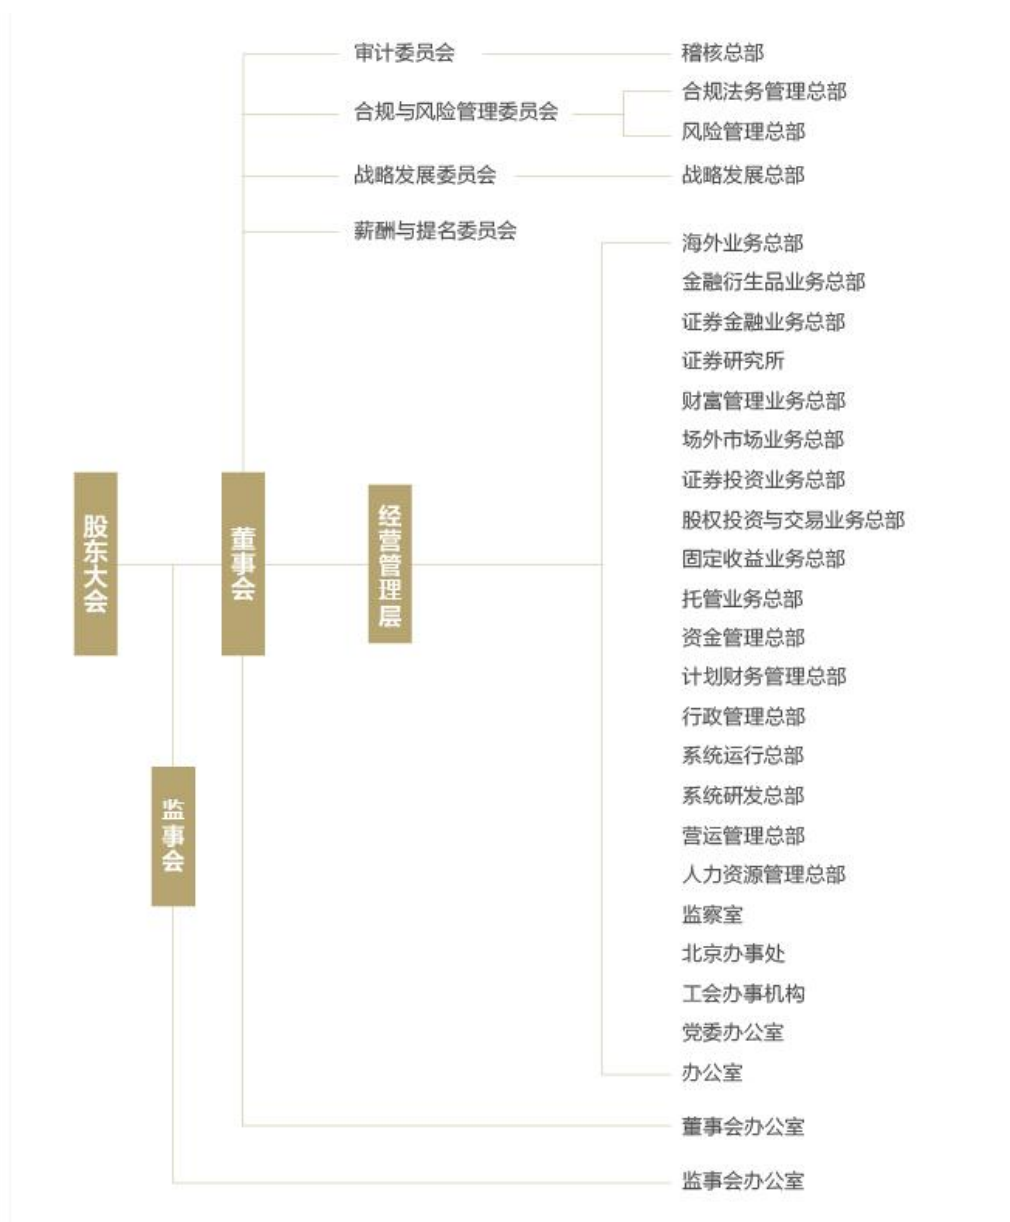 审计委员会
稽核总部
合规与风险管理委员会
合规法务管理总部
风险管理总部
战略发展委员会
战略发展总部
薪酬与提名委员会
海外业务总部
金融衍生品业务总部
证券金融业务总部
证券研究所
财富管理业务总部
场外市场业务总部
证券投资业务总部
股权投资与交易业务总部
固定收益业务总部
托管业务总部
资金管理总部
计划财务管理总部
行政管理总部
系统运行总部
系统研发总部
营运管理总部
人力资源管理总部
监察室
北京办事处
工会办事机构
党委办公室
办公室
股东大会
董事会
经营管理层
监事会
董事会办公室
监事会办公室